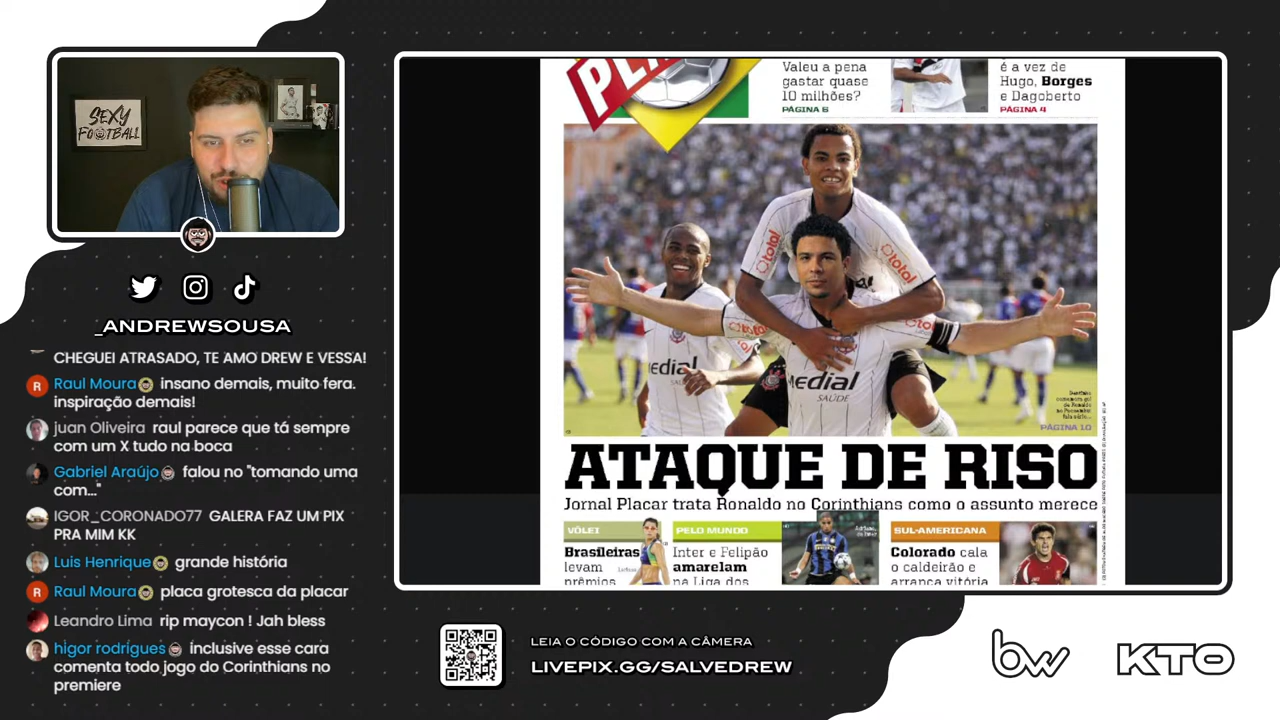 SEXY
FOOTBALL
_ANDREWSOUSA
CHEGUEI ATRASADO, TE AMO DREW E VESSA!
R Raul Moura insano demais, muito fera.
inspiração demais!
juan Oliveira raul parece que tá sempre
com um X tudo na boca
Gabriel Araújo falou no "tomando uma
com..."
IGOR_CORONADO77 GALERA FAZ UM PIX
PRA MIM KK
Luis Henrique grande história
R Raul Moura placa grotesca da placar
Leandro Lima rip maycon ! Jah bless
higor rodrigues inclusive esse cara
comenta todo jogo do Corinthians no
premiere
Valeu a pena
gastar quase
10 milhões?
PÁGINA 6
é a vez de
Hugo, Borges
e Dagoberto
PÁGINA 4
total
total
Medial
SAÚDE
PÁGINA 10
ATAQUE DE RISO
Jornal Placar trata Ronaldo no Corinthians como o assunto merece
VÔLEI
Brasileiras
levam
prêmios
PELO MUNDO
Inter e Felipão
amarelam
na Liga dos
SUL-AMERICANA
Colorado cala
o caldeirão e
arranca vitória
LEIA O CÓDIGO COM A CÂMERA
LIVEPIX.GG/SALVEDREW
bw
KTO